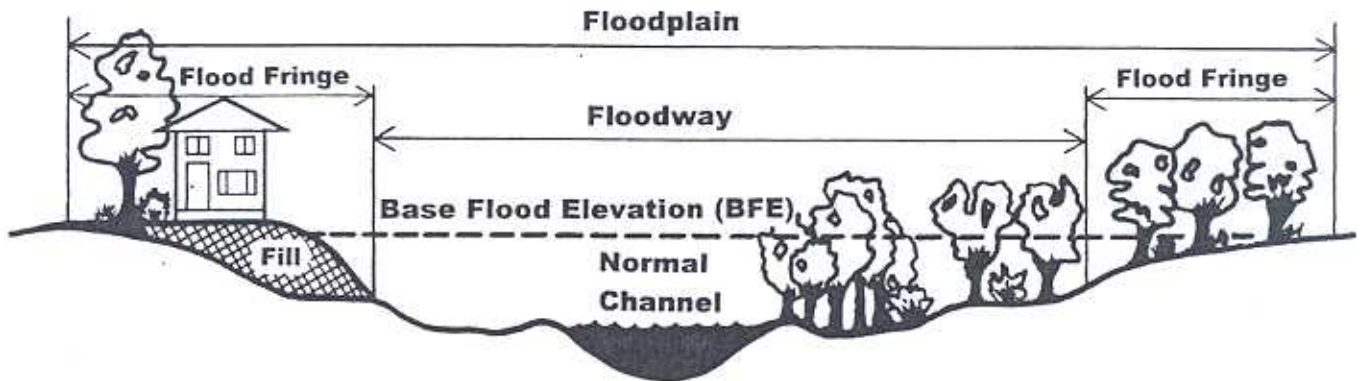 Floodplain
Flood Fringe
Flood Fringe
Floodway
Base Flood Elevation (BFE)
Fill
Normal
Channel